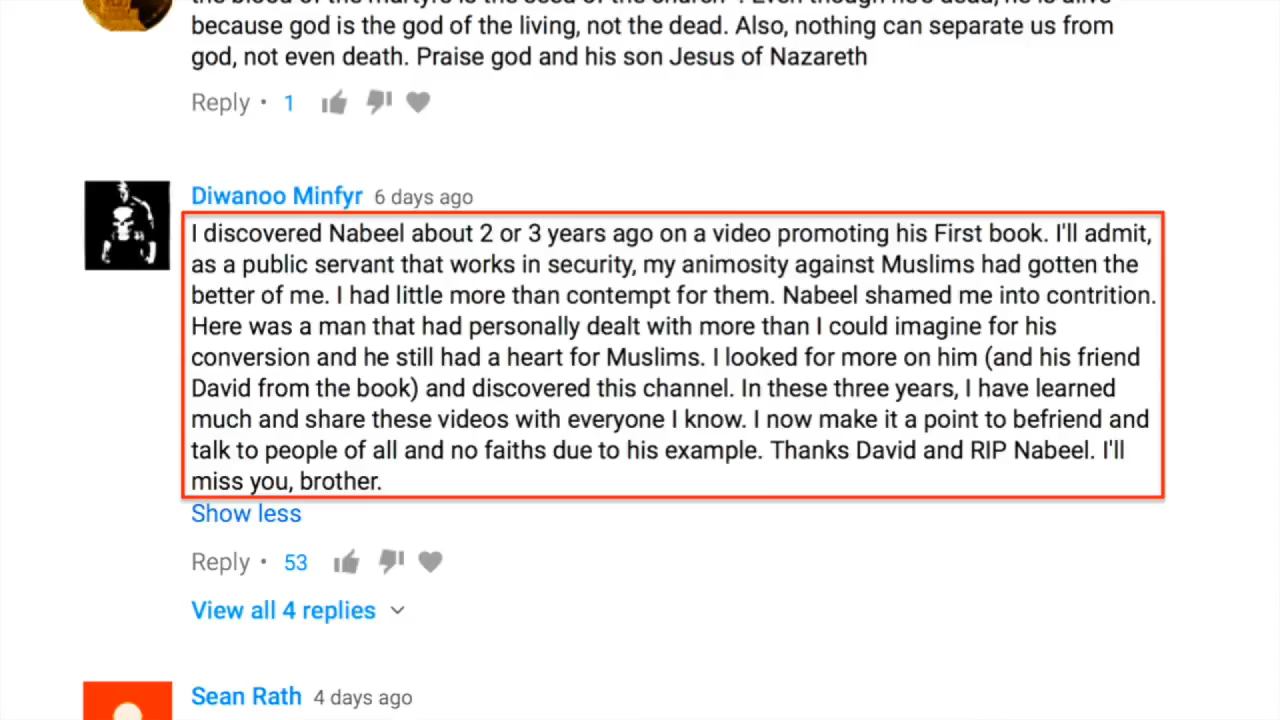 because god is the god of the living, not the dead. Also, nothing can separate us from
god, not even death. Praise god and his son Jesus of Nazareth
Reply • 1
Diwanoo Minfyr 6 days ago
I discovered Nabeel about 2 or 3 years ago on a video promoting his First book. I'll admit,
as a public servant that works in security, my animosity against Muslims had gotten the
better of me. I had little more than contempt for them. Nabeel shamed me into contrition.
Here was a man that had personally dealt with more than I could imagine for his
conversion and he still had a heart for Muslims. I looked for more on him (and his friend
David from the book) and discovered this channel. In these three years, I have learned
much and share these videos with everyone I know. I now make it a point to befriend and
talk to people of all and no faiths due to his example. Thanks David and RIP Nabeel. I'll
miss you, brother.
Show less
Reply • 53
View all 4 replies
Sean Rath 4 days ago